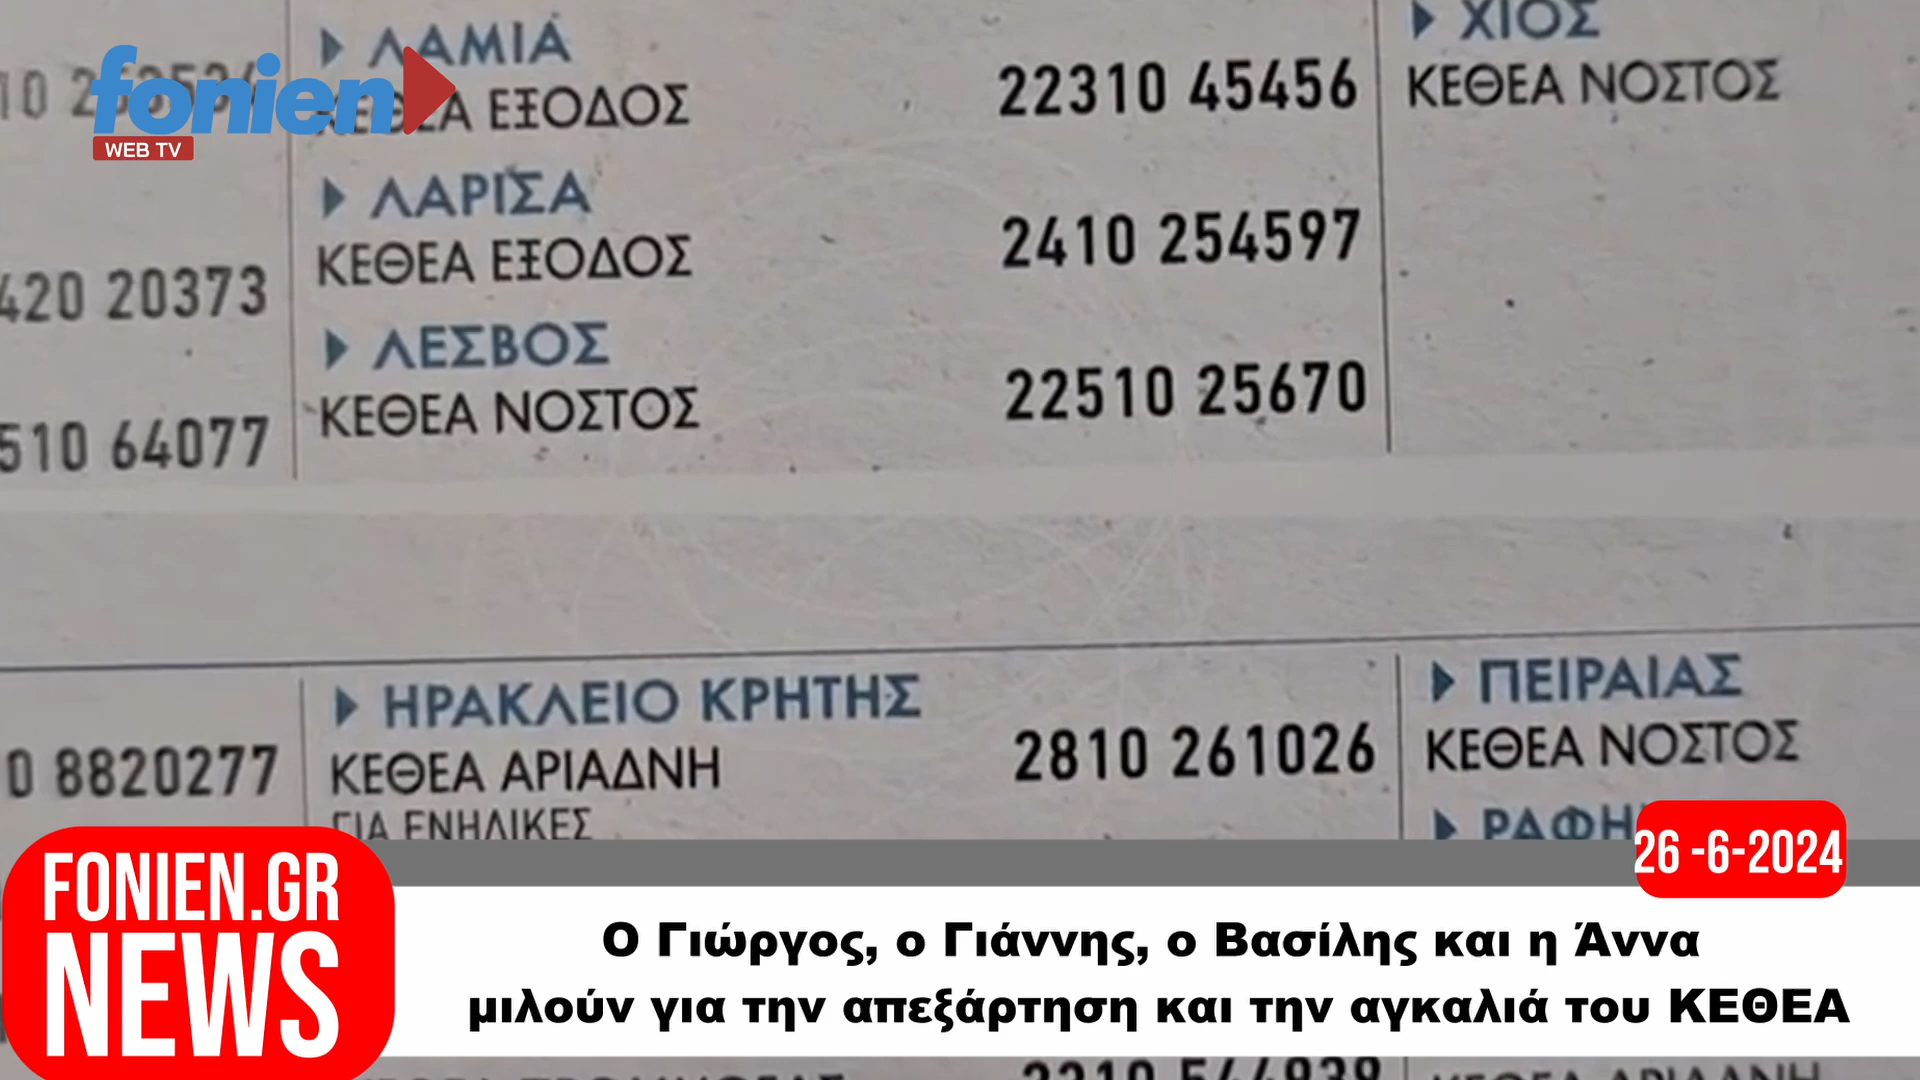 fonien
WEB TV
ΛΑΜΙΑ
ΚΕΘΕΑ ΕΞΟΔΟΣ 22310 45456
ΛΑΡΙΣΑ
ΚΕΘΕΑ ΕΞΟΔΟΣ 2410 254597
ΛΕΣΒΟΣ
ΚΕΘΕΑ ΝΟΣΤΟΣ 22510 25670
ΧΙΟΣ
ΚΕΘΕΑ ΝΟΣΤΟΣ
420 20373
510 64077
0 8820277
ΗΡΑΚΛΕΙΟ ΚΡΗΤΗΣ
ΚΕΘΕΑ ΑΡΙΑΔΝΗ 2810 261026
ΓΙΑ ΕΝΗΛΙΚΕΣ
ΠΕΙΡΑΙΑΣ
ΚΕΘΕΑ ΝΟΣΤΟΣ
26 -6-2024
FONIEN.GR
NEWS
Ο Γιώργος, ο Γιάννης, ο Βασίλης και η Άννα
μιλούν για την απεξάρτηση και την αγκαλιά του ΚΕΘΕΑ